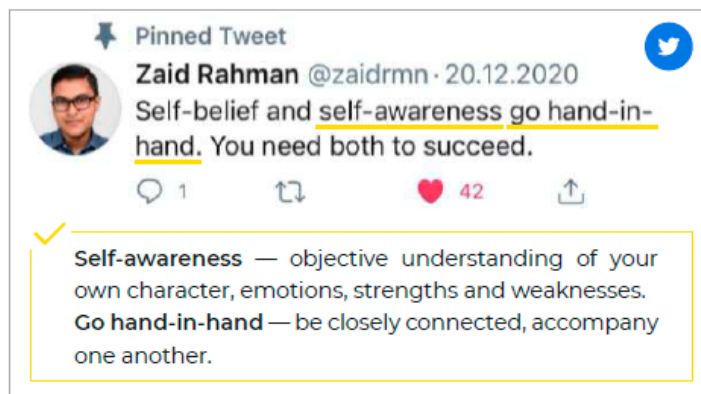 Pinned Tweet
Zaid Rahman @zaidrmn · 20.12.2020
Self-belief and self-awareness go hand-in-
hand. You need both to succeed.
1 42
Self-awareness — objective understanding of your
own character, emotions, strengths and weaknesses.
Go hand-in-hand — be closely connected, accompany
one another.